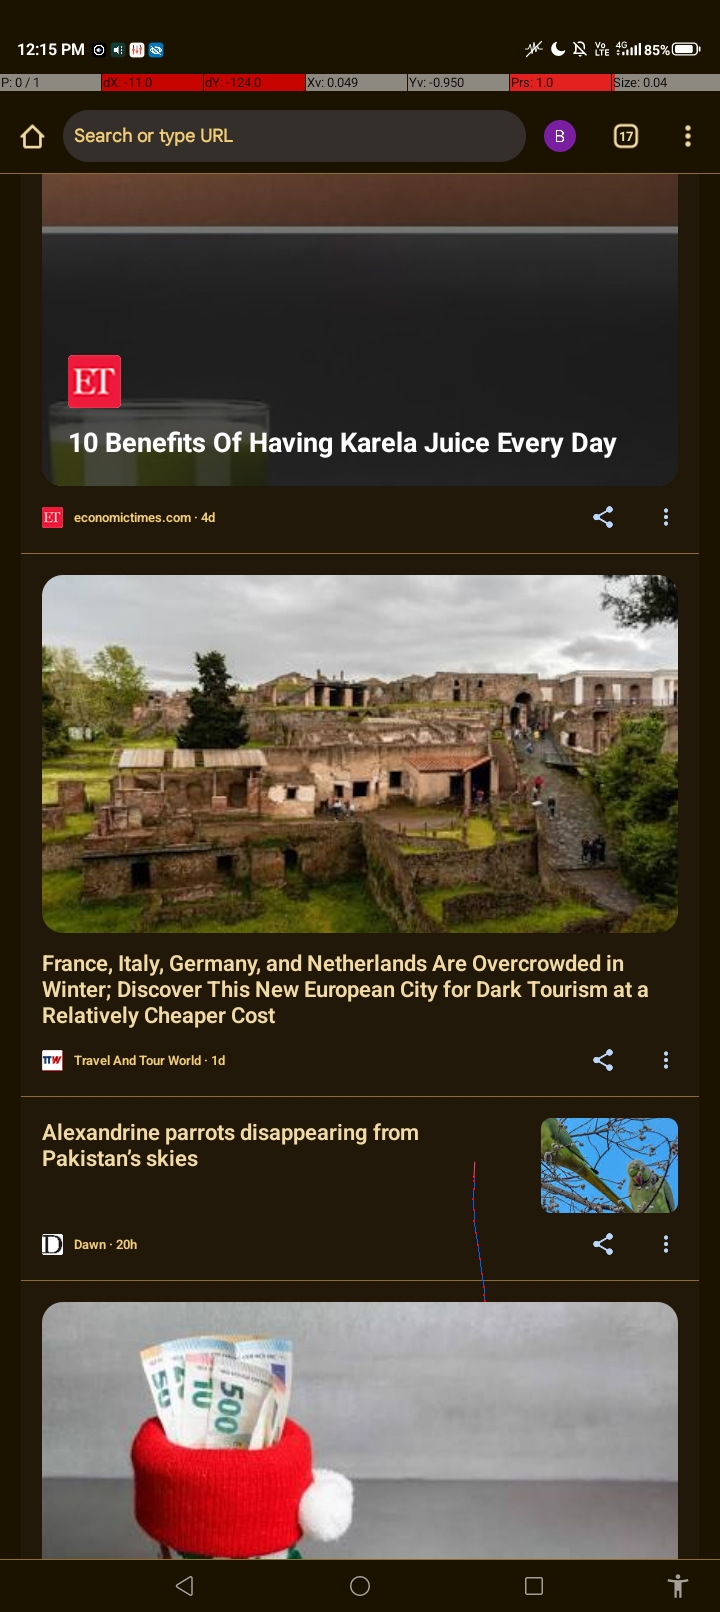 12:15 PM
Vo LTE 4G 85%
P: 0 / 1 dX: -11.0 dY: -124.0 Xv: 0.049 Yv: -0.950 Prs: 1.0 Size: 0.04
Search or type URL B 17
ET
10 Benefits Of Having Karela Juice Every Day
ET economictimes.com · 4d
France, Italy, Germany, and Netherlands Are Overcrowded in
Winter; Discover This New European City for Dark Tourism at a
Relatively Cheaper Cost
TTW Travel And Tour World · 1d
Alexandrine parrots disappearing from
Pakistan’s skies
D Dawn · 20h
50 10 500